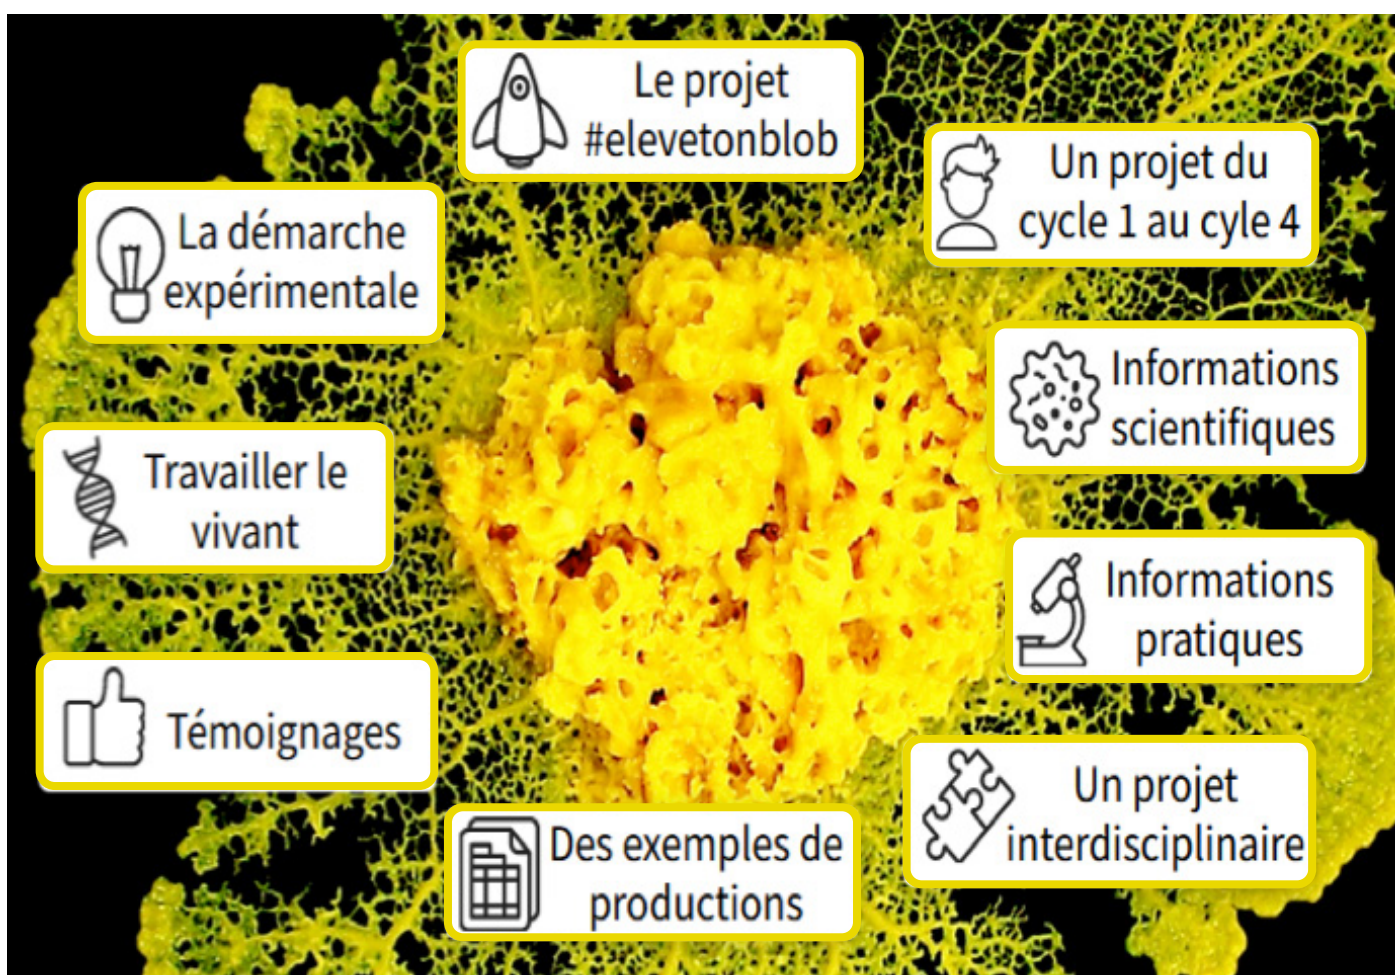 Le projet
#elevetonblob
Un projet du
cycle 1 au cyle 4
La démarche
expérimentale
Informations
scientifiques
Travailler le
vivant
Informations
pratiques
Témoignages
Un projet
interdisciplinaire
Des exemples de
productions